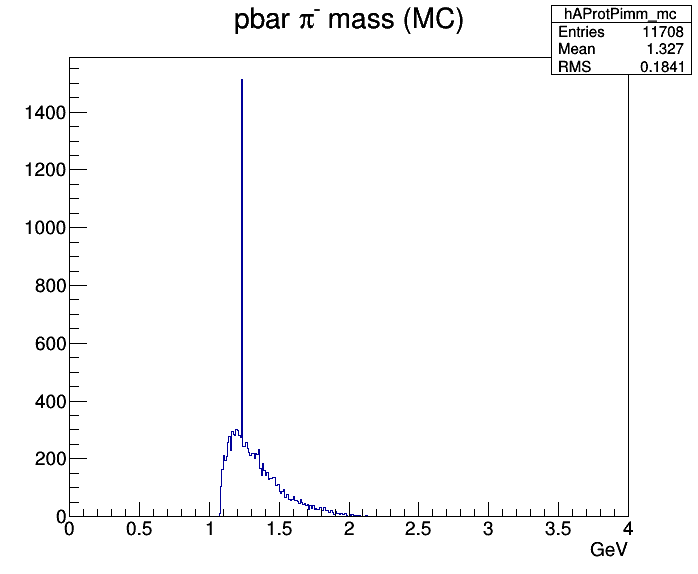 pbar π⁻ mass (MC)
hAProtPimm_mc
Entries 11708
Mean 1.327
RMS 0.1841
1400
1200
1000
800
600
400
200
0
0 0.5 1 1.5 2 2.5 3 3.5 4
GeV